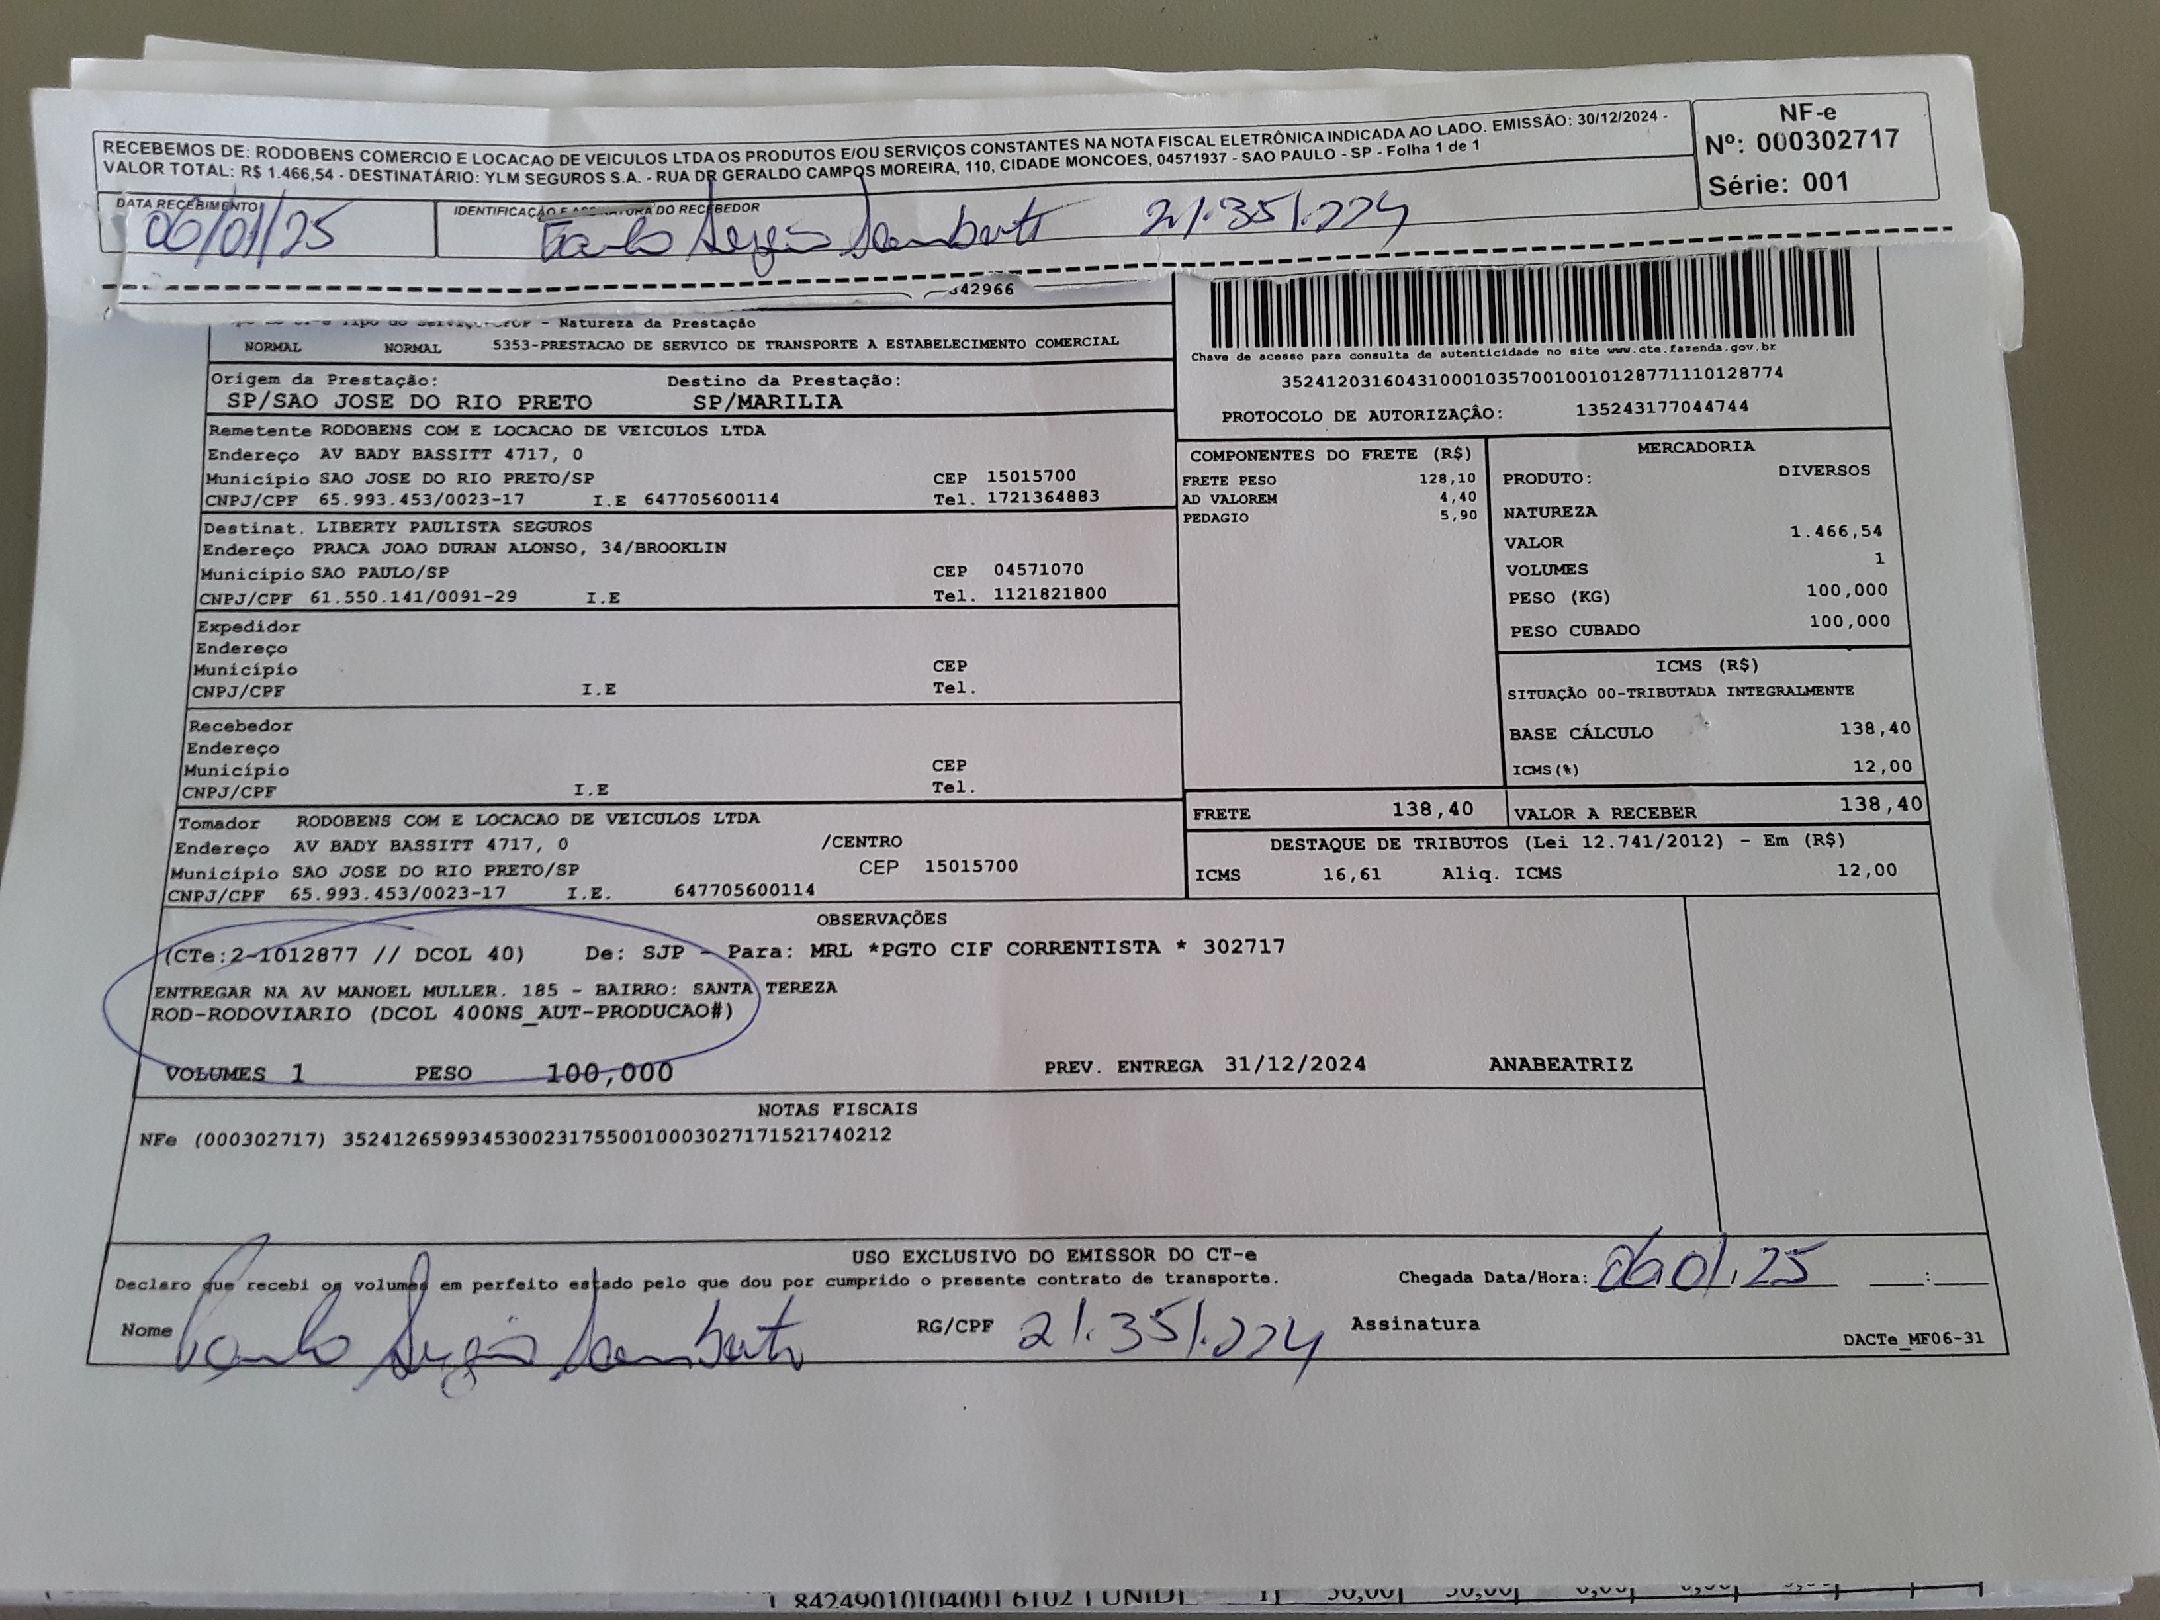 RECEBEMOS DE: RODOBENS COMERCIO E LOCACAO DE VEICULOS LTDA OS PRODUTOS E/OU SERVIÇOS CONSTANTES NA NOTA FISCAL ELETRÔNICA INDICADA AO LADO. EMISSÃO: 30/12/2024 -
VALOR TOTAL: R$ 1.466,54 - DESTINATÁRIO: YLM SEGUROS S.A. - RUA DR GERALDO CAMPOS MOREIRA, 110, CIDADE MONCOES, 04571937 - SAO PAULO - SP - Folha 1 de 1
NF-e
Nº: 000302717
Série: 001
DATA RECEBIMENTO
06/01/25
IDENTIFICAÇÃO E ASSINATURA DO RECEBEDOR
Paulo Sergio 21.351.224
42966
Natureza da Prestação
NORMAL NORMAL 5353-PRESTACAO DE SERVICO DE TRANSPORTE A ESTABELECIMENTO COMERCIAL
Chave de acesso para consulta de autenticidade no site www.cte.fazenda.gov.br
35241203160431000103570010010128771110128774
PROTOCOLO DE AUTORIZAÇÂO: 135243177044744
Origem da Prestação: Destino da Prestação:
SP/SAO JOSE DO RIO PRETO SP/MARILIA
Remetente RODOBENS COM E LOCACAO DE VEICULOS LTDA
Endereço AV BADY BASSITT 4717, 0
Município SAO JOSE DO RIO PRETO/SP CEP 15015700
CNPJ/CPF 65.993.453/0023-17 I.E 647705600114 Tel. 1721364883
Destinat. LIBERTY PAULISTA SEGUROS
Endereço PRACA JOAO DURAN ALONSO, 34/BROOKLIN
Município SAO PAULO/SP CEP 04571070
CNPJ/CPF 61.550.141/0091-29 I.E Tel. 1121821800
Expedidor
Endereço
Município CEP
CNPJ/CPF I.E Tel.
Recebedor
Endereço
Município CEP
CNPJ/CPF I.E Tel.
Tomador RODOBENS COM E LOCACAO DE VEICULOS LTDA
Endereço AV BADY BASSITT 4717, 0 /CENTRO
Município SAO JOSE DO RIO PRETO/SP CEP 15015700
CNPJ/CPF 65.993.453/0023-17 I.E. 647705600114
COMPONENTES DO FRETE (R$)
FRETE PESO 128,10
AD VALOREM 4,40
PEDAGIO 5,90
MERCADORIA
PRODUTO: DIVERSOS
NATUREZA
VALOR 1.466,54
VOLUMES 1
PESO (KG) 100,000
PESO CUBADO 100,000
ICMS (R$)
SITUAÇÃO 00-TRIBUTADA INTEGRALMENTE
BASE CÁLCULO 138,40
ICMS(%) 12,00
FRETE 138,40 VALOR A RECEBER 138,40
DESTAQUE DE TRIBUTOS (Lei 12.741/2012) - Em (R$)
ICMS 16,61 Aliq. ICMS 12,00
OBSERVAÇÕES
(CTe:2-1012877 // DCOL 40) De: SJP - Para: MRL *PGTO CIF CORRENTISTA * 302717
ENTREGAR NA AV MANOEL MULLER. 185 - BAIRRO: SANTA TEREZA
ROD-RODOVIARIO (DCOL 400NS_AUT-PRODUCAO#)
VOLUMES 1 PESO 100,000 PREV. ENTREGA 31/12/2024 ANABEATRIZ
NOTAS FISCAIS
NFe (000302717) 35241265993453002317550010003027171521740212
USO EXCLUSIVO DO EMISSOR DO CT-e
Declaro que recebi os volumes em perfeito estado pelo que dou por cumprido o presente contrato de transporte. Chegada Data/Hora: 06.01.25 :
Nome Paulo Sergio RG/CPF 21.351.224 Assinatura
DACTe_MF06-31